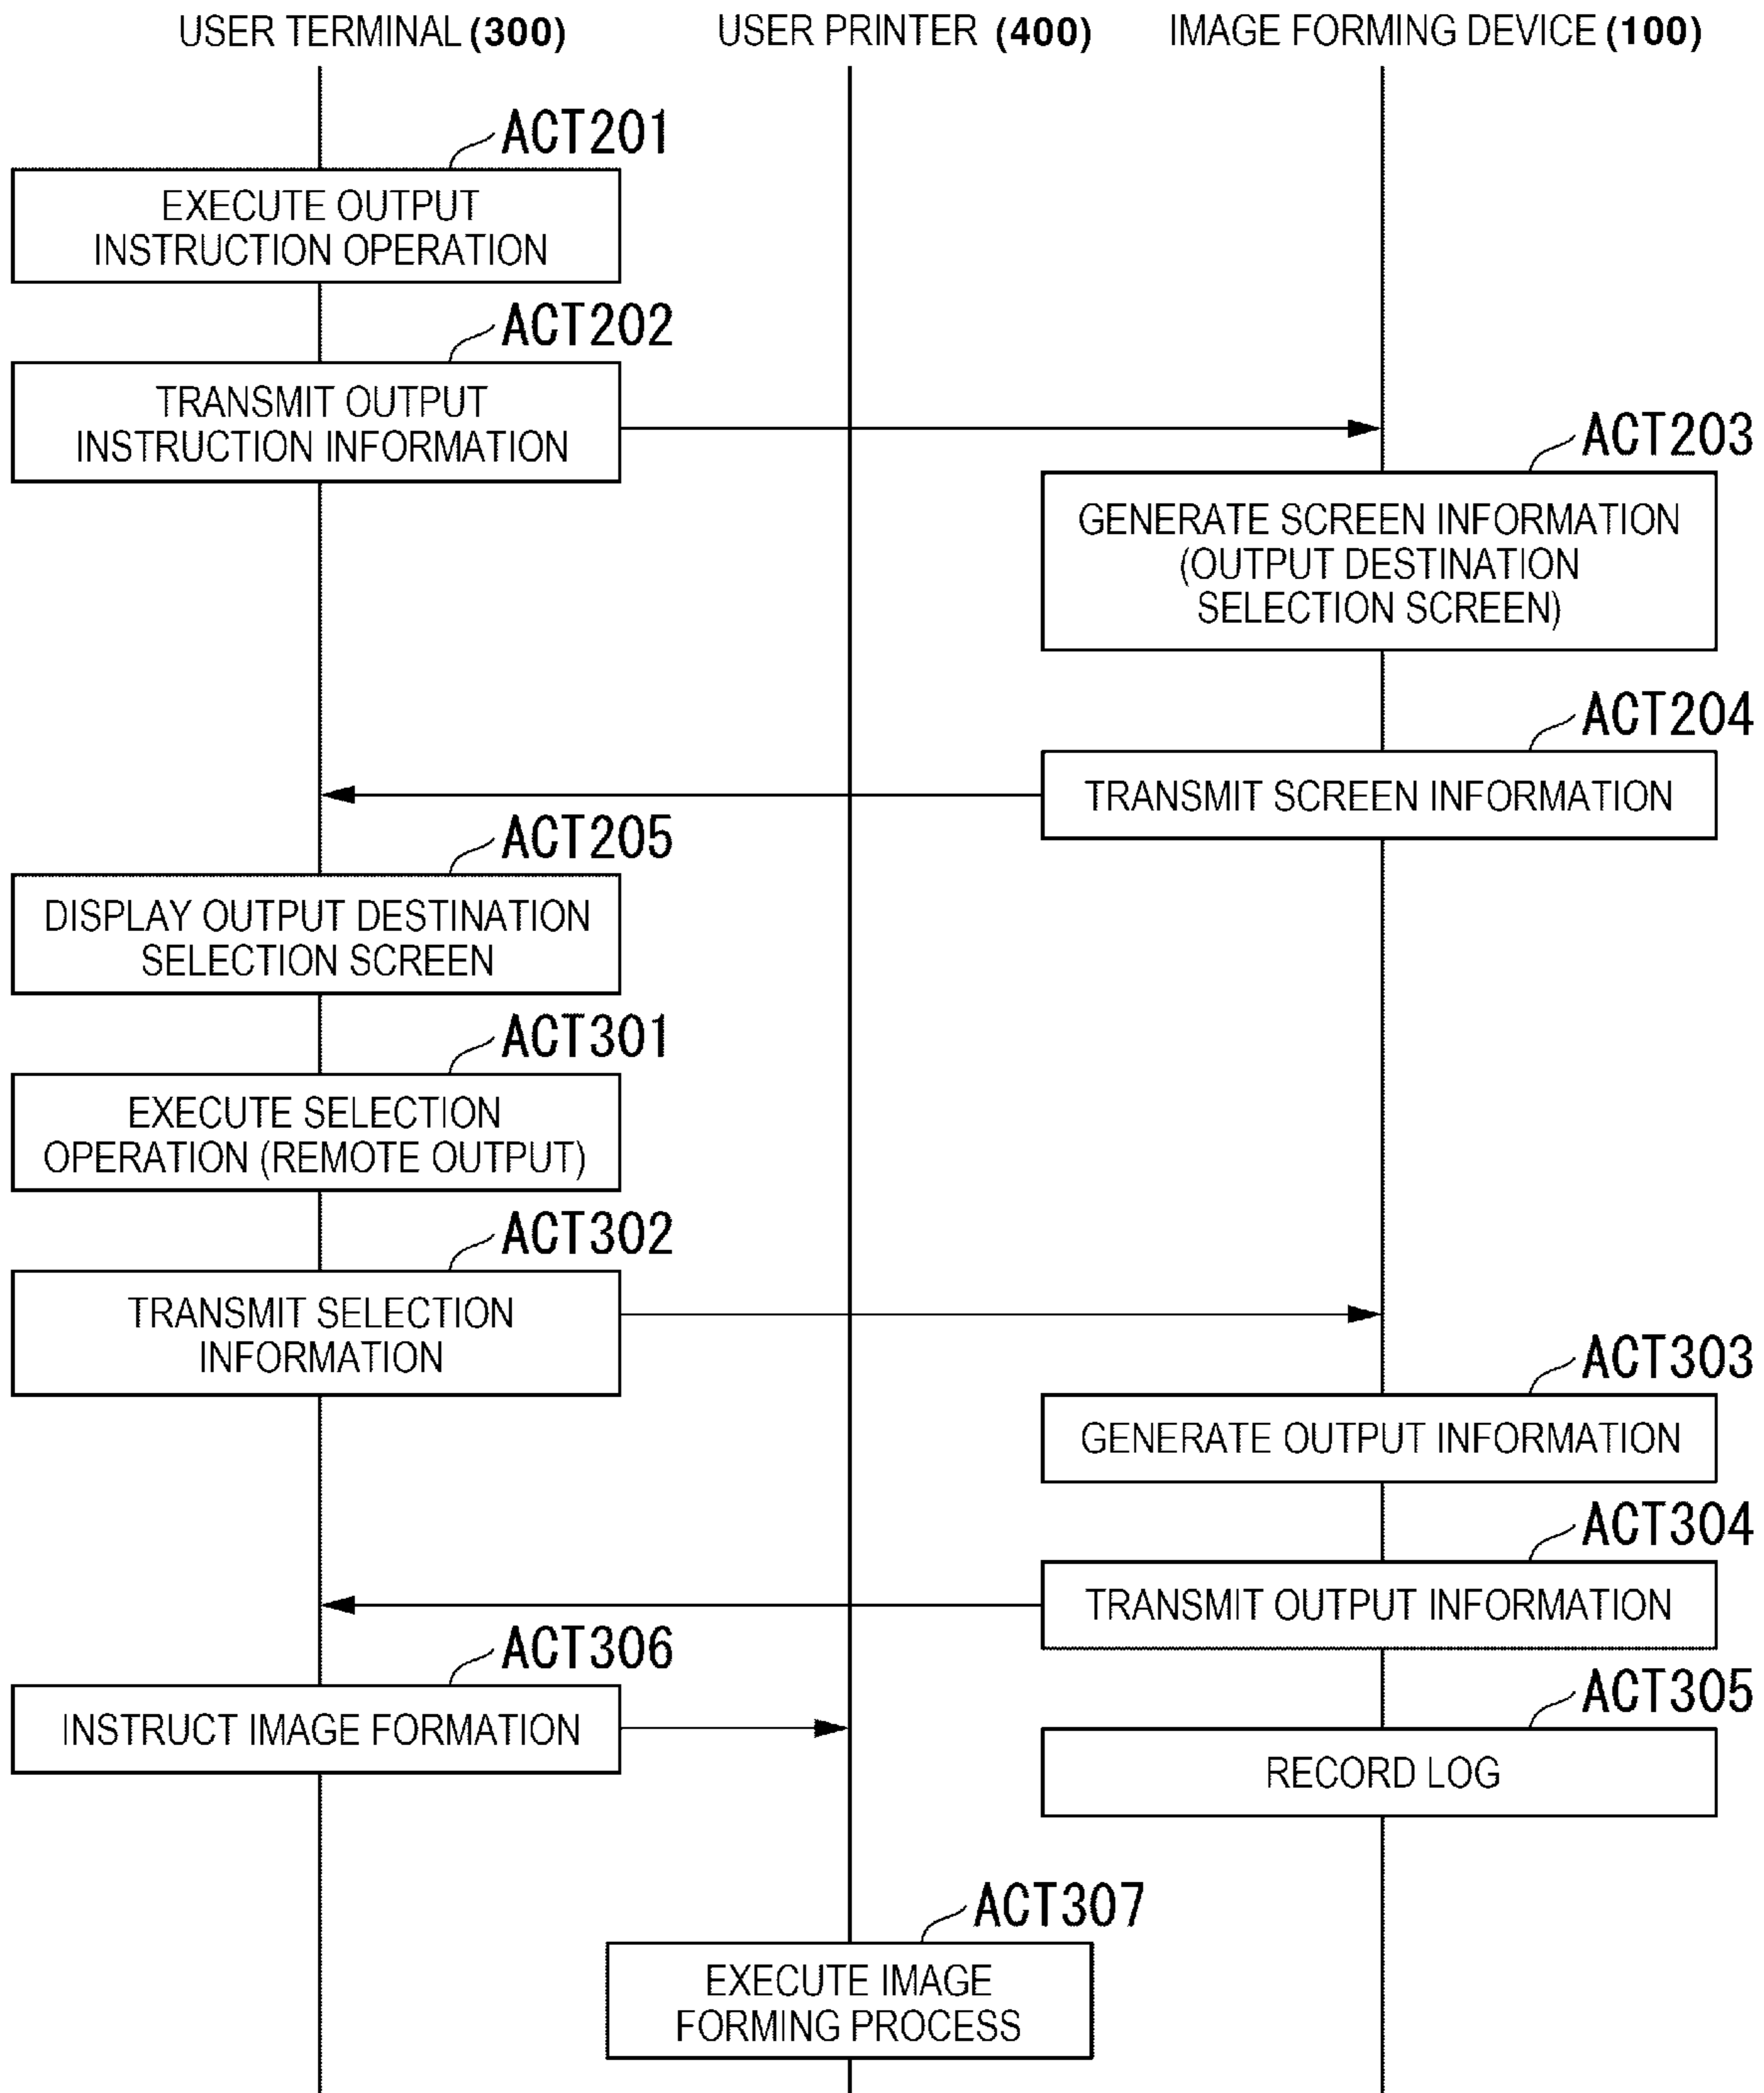 USER TERMINAL (300)
USER PRINTER (400)
IMAGE FORMING DEVICE (100)
ACT201
EXECUTE OUTPUT
INSTRUCTION OPERATION
ACT202
TRANSMIT OUTPUT
INSTRUCTION INFORMATION
ACT203
GENERATE SCREEN INFORMATION
(OUTPUT DESTINATION
SELECTION SCREEN)
ACT204
TRANSMIT SCREEN INFORMATION
ACT205
DISPLAY OUTPUT DESTINATION
SELECTION SCREEN
ACT301
EXECUTE SELECTION
OPERATION (REMOTE OUTPUT)
ACT302
TRANSMIT SELECTION
INFORMATION
ACT303
GENERATE OUTPUT INFORMATION
ACT304
TRANSMIT OUTPUT INFORMATION
ACT306
INSTRUCT IMAGE FORMATION
ACT305
RECORD LOG
ACT307
EXECUTE IMAGE
FORMING PROCESS